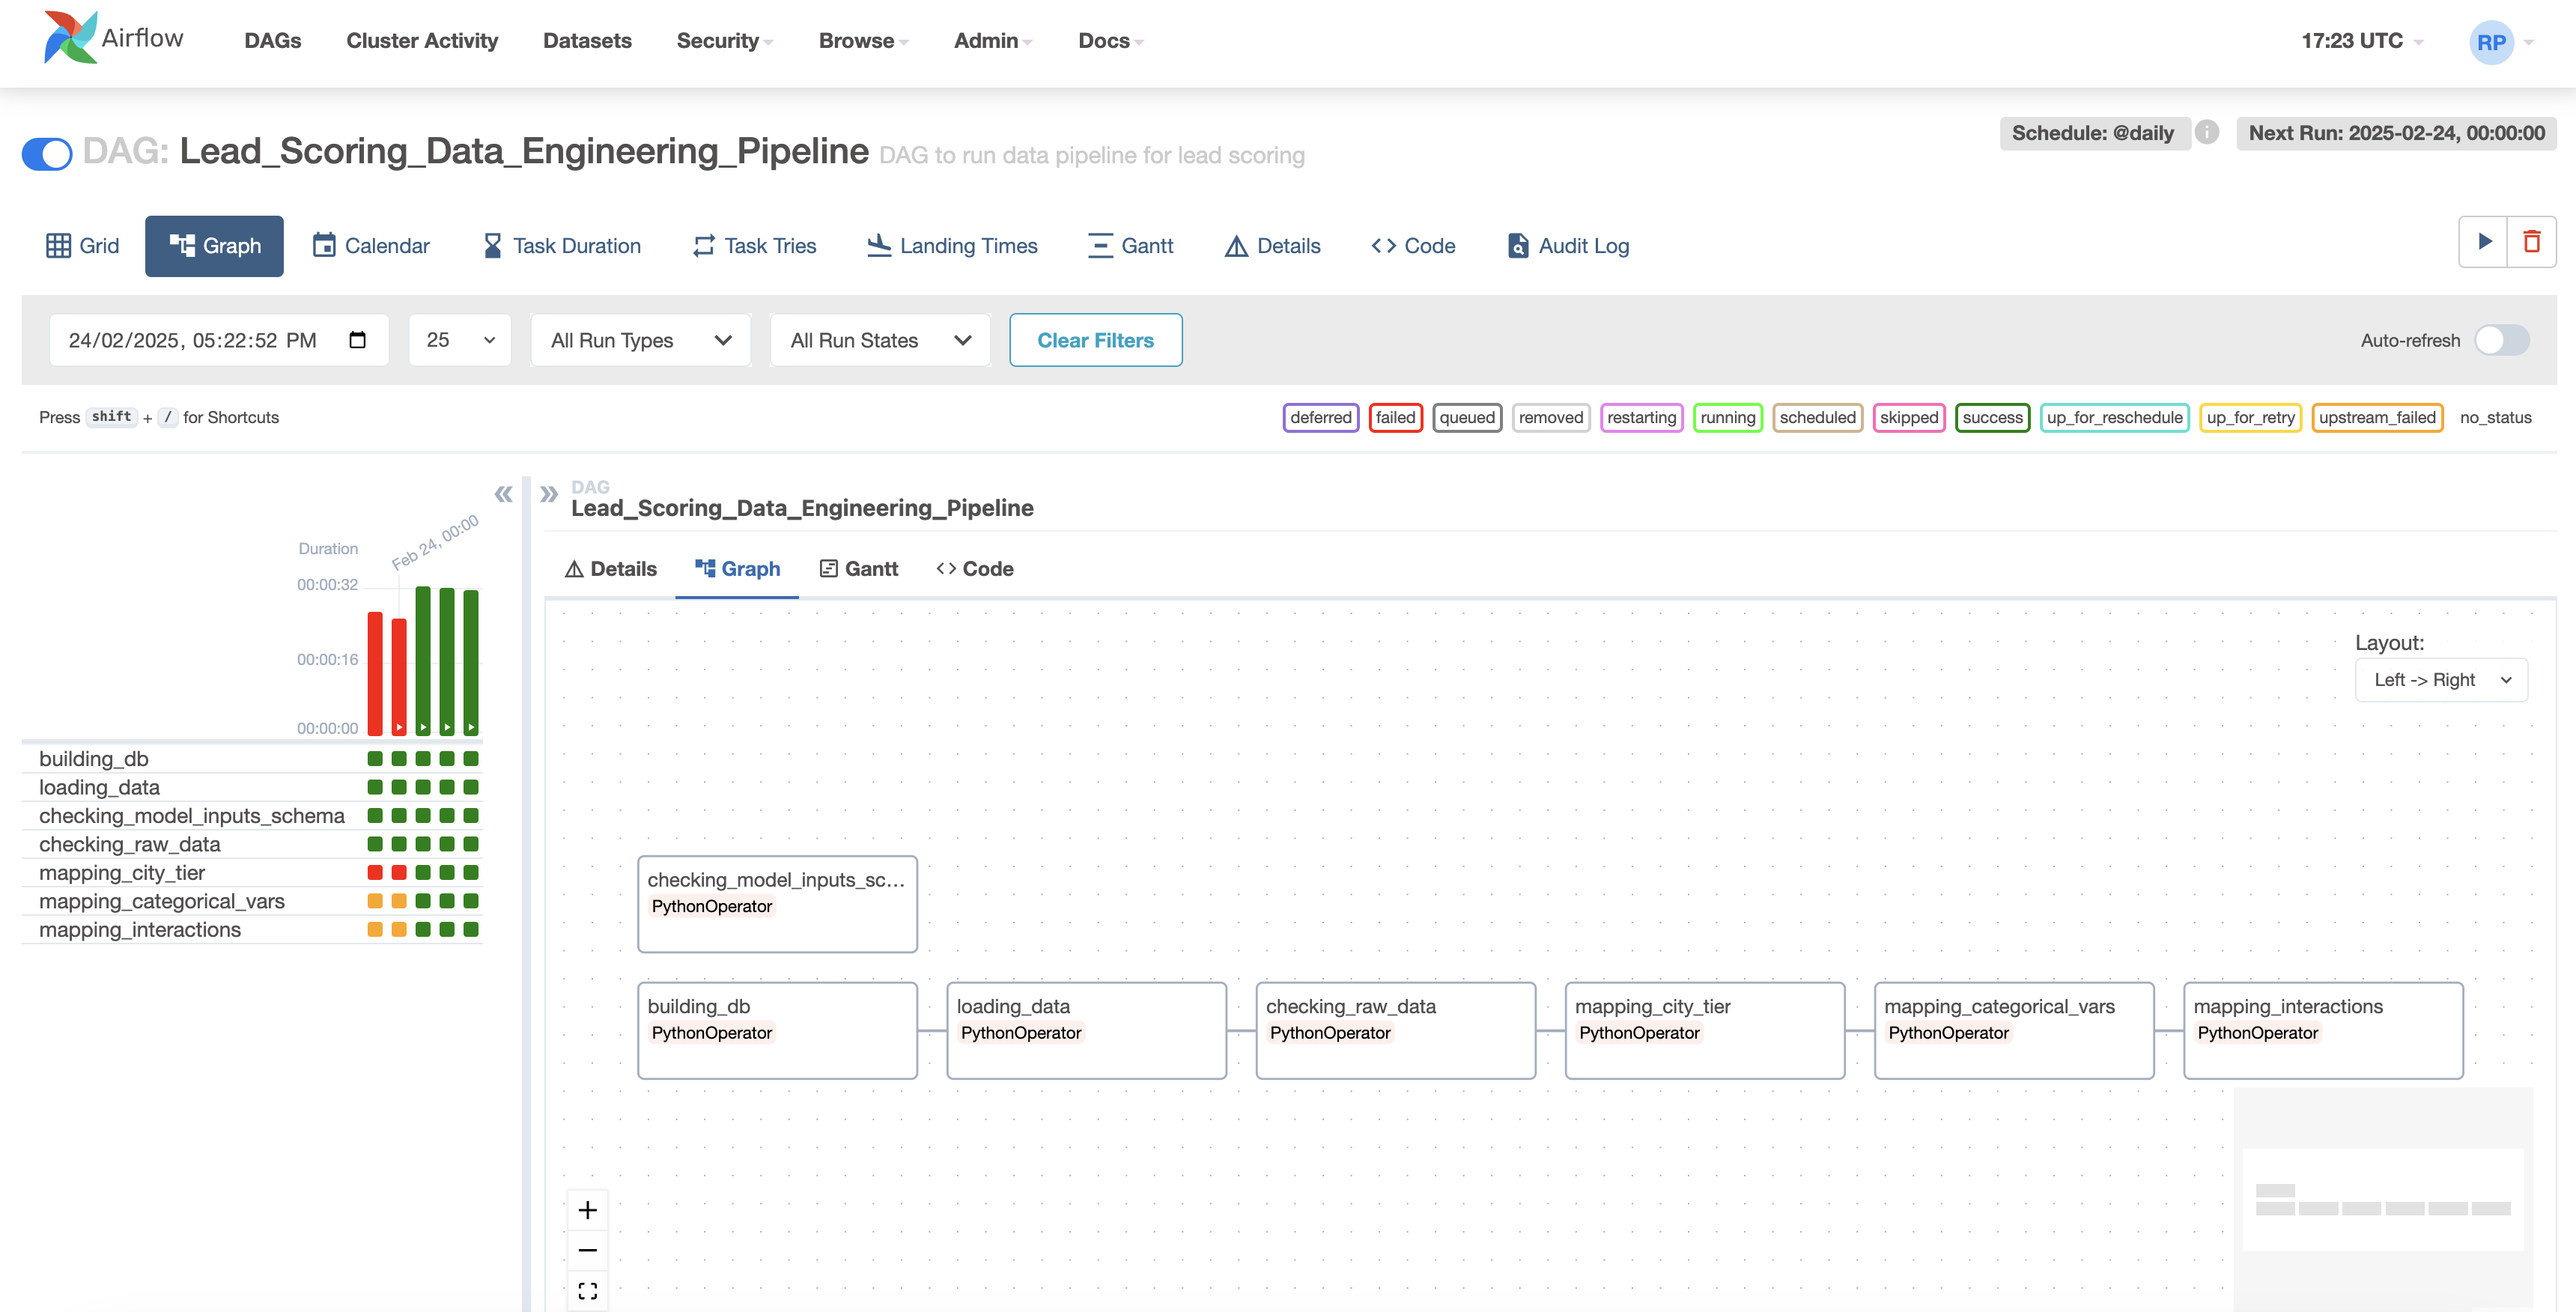 Airflow DAGs Cluster Activity Datasets Security Browse Admin Docs 17:23 UTC RP
DAG: Lead_Scoring_Data_Engineering_Pipeline DAG to run data pipeline for lead scoring
Schedule: @daily i Next Run: 2025-02-24, 00:00:00
Grid Graph Calendar Task Duration Task Tries Landing Times Gantt Details Code Audit Log
24/02/2025, 05:22:52 PM 25 All Run Types All Run States Clear Filters Auto-refresh
Press shift + / for Shortcuts
deferred failed queued removed restarting running scheduled skipped success up_for_reschedule up_for_retry upstream_failed no_status
Feb 24, 00:00
Duration
00:00:32
00:00:16
00:00:00
building_db
loading_data
checking_model_inputs_schema
checking_raw_data
mapping_city_tier
mapping_categorical_vars
mapping_interactions
DAG
Lead_Scoring_Data_Engineering_Pipeline
Details Graph Gantt Code
Layout:
Left -> Right
checking_model_inputs_sc...
PythonOperator
building_db
PythonOperator
loading_data
PythonOperator
checking_raw_data
PythonOperator
mapping_city_tier
PythonOperator
mapping_categorical_vars
PythonOperator
mapping_interactions
PythonOperator